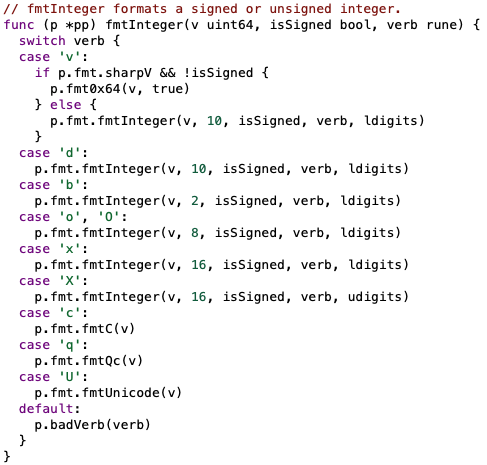 // fmtInteger formats a signed or unsigned integer.
func (p *pp) fmtInteger(v uint64, isSigned bool, verb rune) {
  switch verb {
  case 'v':
    if p.fmt.sharpV && !isSigned {
      p.fmt0x64(v, true)
    } else {
      p.fmt.fmtInteger(v, 10, isSigned, verb, ldigits)
    }
  case 'd':
    p.fmt.fmtInteger(v, 10, isSigned, verb, ldigits)
  case 'b':
    p.fmt.fmtInteger(v, 2, isSigned, verb, ldigits)
  case 'o', 'O':
    p.fmt.fmtInteger(v, 8, isSigned, verb, ldigits)
  case 'x':
    p.fmt.fmtInteger(v, 16, isSigned, verb, ldigits)
  case 'X':
    p.fmt.fmtInteger(v, 16, isSigned, verb, udigits)
  case 'c':
    p.fmt.fmtC(v)
  case 'q':
    p.fmt.fmtQc(v)
  case 'U':
    p.fmt.fmtUnicode(v)
  default:
    p.badVerb(verb)
  }
}